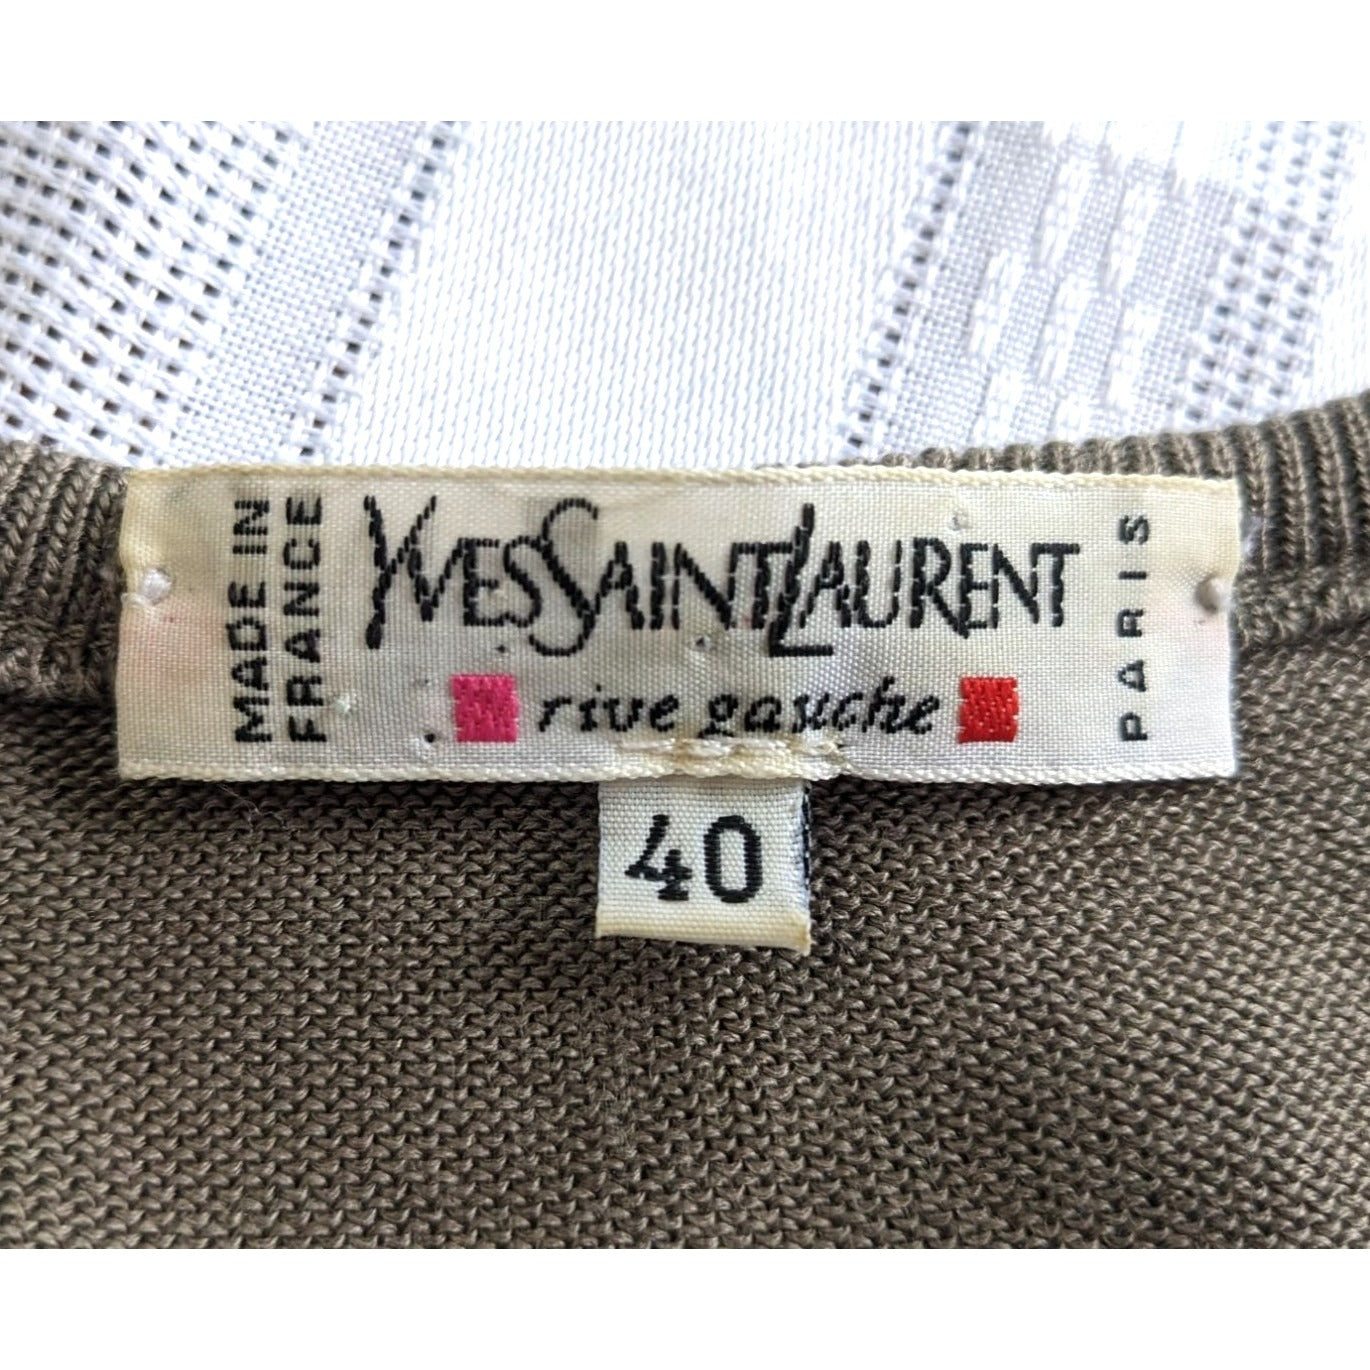 MADE IN
FRANCE
YVESSAINTLAURENT
rive gauche
PARIS
40